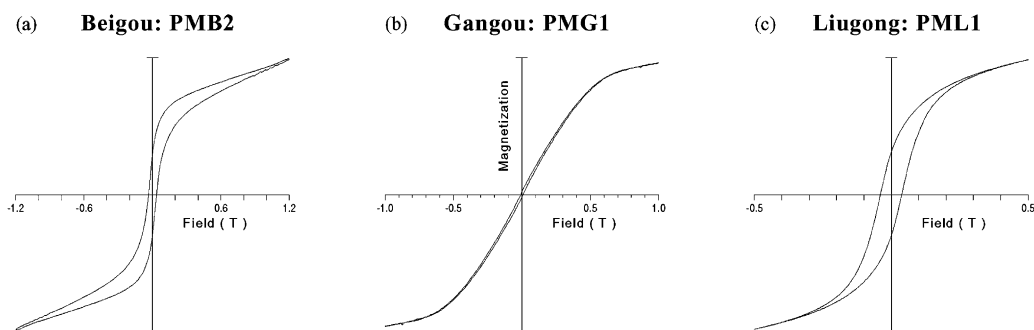 (a) Beigou: PMB2
-1.2 -0.6 0.6 1.2
Field ( T )
(b) Gangou: PMG1
Magnetization
-1.0 -0.5 0.5 1.0
Field ( T )
(c) Liugong: PML1
-0.5 0.5
Field ( T )